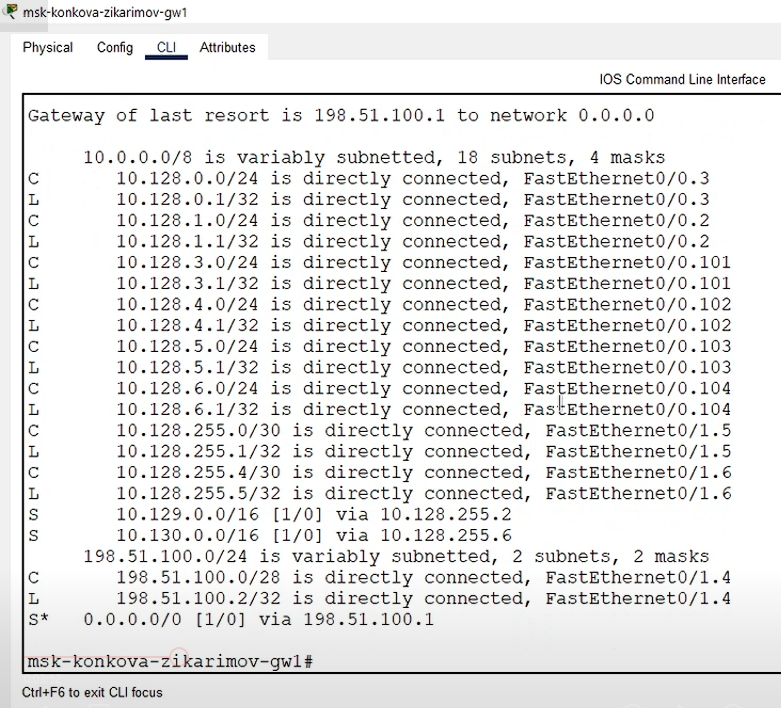 msk-konkova-zikarimov-gw1
Physical Config CLI Attributes
IOS Command Line Interface
Gateway of last resort is 198.51.100.1 to network 0.0.0.0
10.0.0.0/8 is variably subnetted, 18 subnets, 4 masks
C 10.128.0.0/24 is directly connected, FastEthernet0/0.3
L 10.128.0.1/32 is directly connected, FastEthernet0/0.3
C 10.128.1.0/24 is directly connected, FastEthernet0/0.2
L 10.128.1.1/32 is directly connected, FastEthernet0/0.2
C 10.128.3.0/24 is directly connected, FastEthernet0/0.101
L 10.128.3.1/32 is directly connected, FastEthernet0/0.101
C 10.128.4.0/24 is directly connected, FastEthernet0/0.102
L 10.128.4.1/32 is directly connected, FastEthernet0/0.102
C 10.128.5.0/24 is directly connected, FastEthernet0/0.103
L 10.128.5.1/32 is directly connected, FastEthernet0/0.103
C 10.128.6.0/24 is directly connected, FastEthernet0/0.104
L 10.128.6.1/32 is directly connected, FastEthernet0/0.104
C 10.128.255.0/30 is directly connected, FastEthernet0/1.5
L 10.128.255.1/32 is directly connected, FastEthernet0/1.5
C 10.128.255.4/30 is directly connected, FastEthernet0/1.6
L 10.128.255.5/32 is directly connected, FastEthernet0/1.6
S 10.129.0.0/16 [1/0] via 10.128.255.2
S 10.130.0.0/16 [1/0] via 10.128.255.6
198.51.100.0/24 is variably subnetted, 2 subnets, 2 masks
C 198.51.100.0/28 is directly connected, FastEthernet0/1.4
L 198.51.100.2/32 is directly connected, FastEthernet0/1.4
S* 0.0.0.0/0 [1/0] via 198.51.100.1
msk-konkova-zikarimov-gw1#
Ctrl+F6 to exit CLI focus